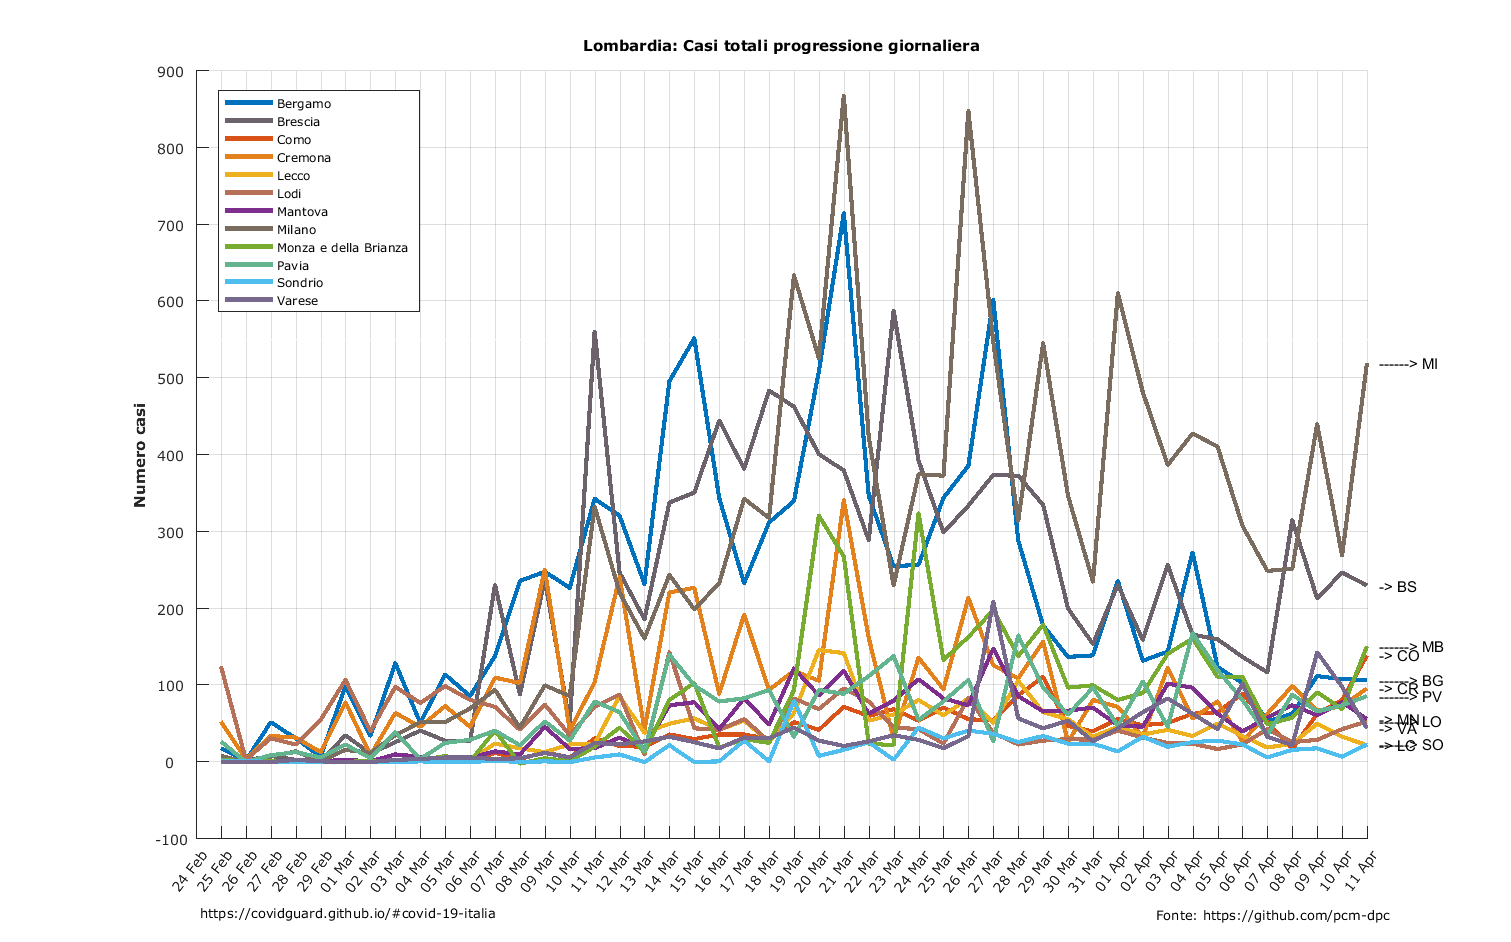 Lombardia: Casi totali progressione giornaliera
900
800
700
600
500
400
300
200
100
0
-100
Numero casi
Bergamo
Brescia
Como
Cremona
Lecco
Lodi
Mantova
Milano
Monza e della Brianza
Pavia
Sondrio
Varese
------> MI
-> BS
------> MB
-> CO
------> BG
-> CR
------> PV
-> MN
------> LO
-> VA
------> SO
-> LC
24 Feb
25 Feb
26 Feb
27 Feb
28 Feb
29 Feb
01 Mar
02 Mar
03 Mar
04 Mar
05 Mar
06 Mar
07 Mar
08 Mar
09 Mar
10 Mar
11 Mar
12 Mar
13 Mar
14 Mar
15 Mar
16 Mar
17 Mar
18 Mar
19 Mar
20 Mar
21 Mar
22 Mar
23 Mar
24 Mar
25 Mar
26 Mar
27 Mar
28 Mar
29 Mar
30 Mar
31 Mar
01 Apr
02 Apr
03 Apr
04 Apr
05 Apr
06 Apr
07 Apr
08 Apr
09 Apr
10 Apr
11 Apr
https://covidguard.github.io/#covid-19-italia
Fonte: https://github.com/pcm-dpc